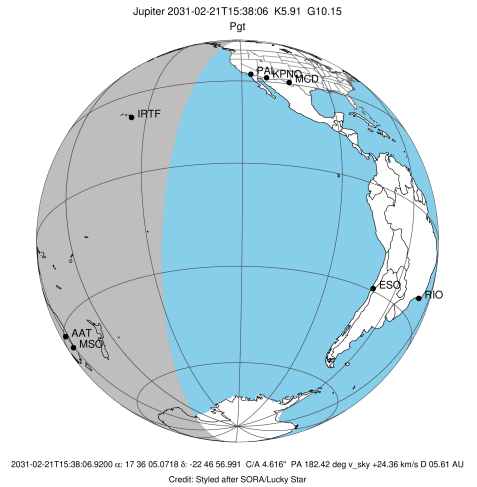 Jupiter 2031-02-21T15:38:06 K5.91 G10.15
Pgt
PAL
KPNO
MCD
IRTF
ESO
RIO
AAT
MSO
2031-02-21T15:38:06.9200 α: 17 36 05.0718 δ: -22 46 56.991 C/A 4.616" PA 182.42 deg v_sky +24.36 km/s D 05.61 AU
Credit: Styled after SORA/Lucky Star